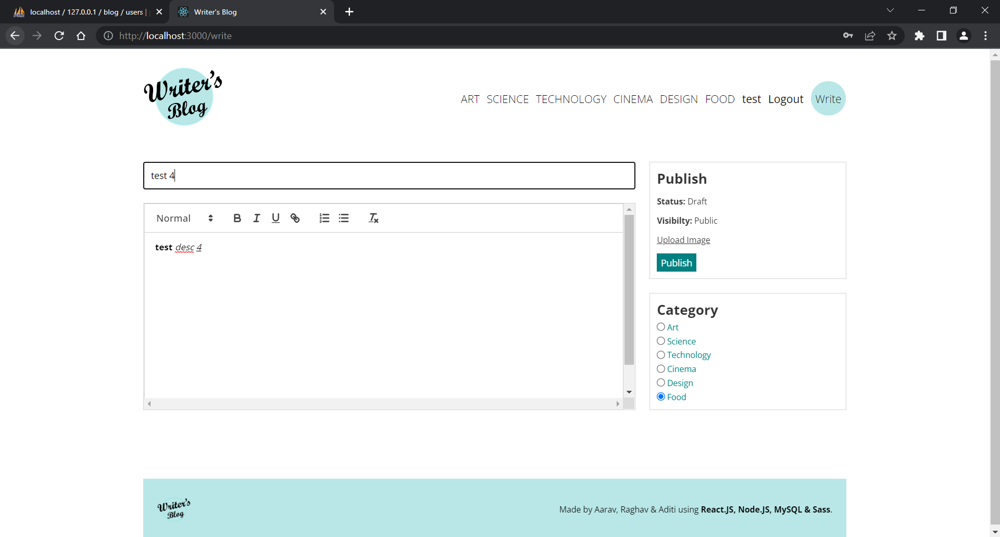 localhost / 127.0.0.1 / blog / users |
Writer's Blog
http://localhost:3000/write
Writer's
Blog
ART SCIENCE TECHNOLOGY CINEMA DESIGN FOOD test Logout Write
test 4
Normal
test desc 4
Publish
Status: Draft
Visibilty: Public
Upload Image
Publish
Category
Art
Science
Technology
Cinema
Design
Food
Writer's
Blog
Made by Aarav, Raghav & Aditi using React.JS, Node.JS, MySQL & Sass.